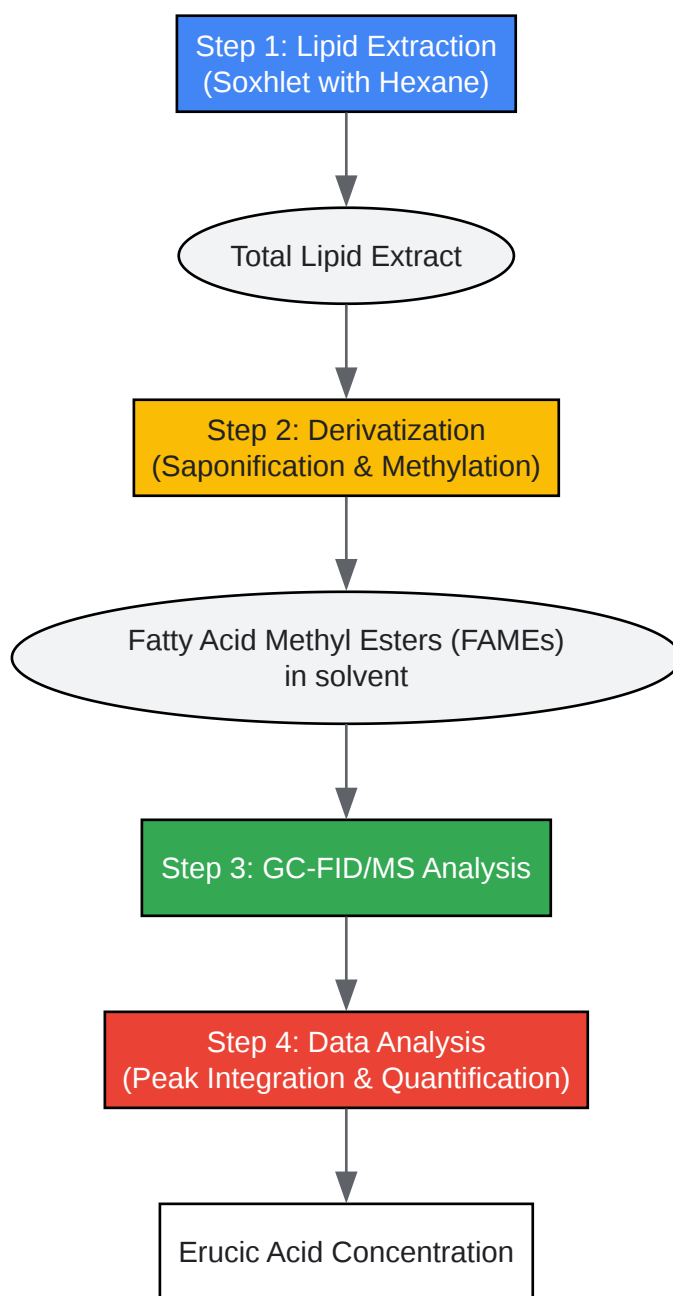 Step 1: Lipid Extraction
(Soxhlet with Hexane)
Total Lipid Extract
Step 2: Derivatization
(Saponification & Methylation)
Fatty Acid Methyl Esters (FAMEs)
in solvent
Step 3: GC-FID/MS Analysis
Step 4: Data Analysis
(Peak Integration & Quantification)
Erucic Acid Concentration